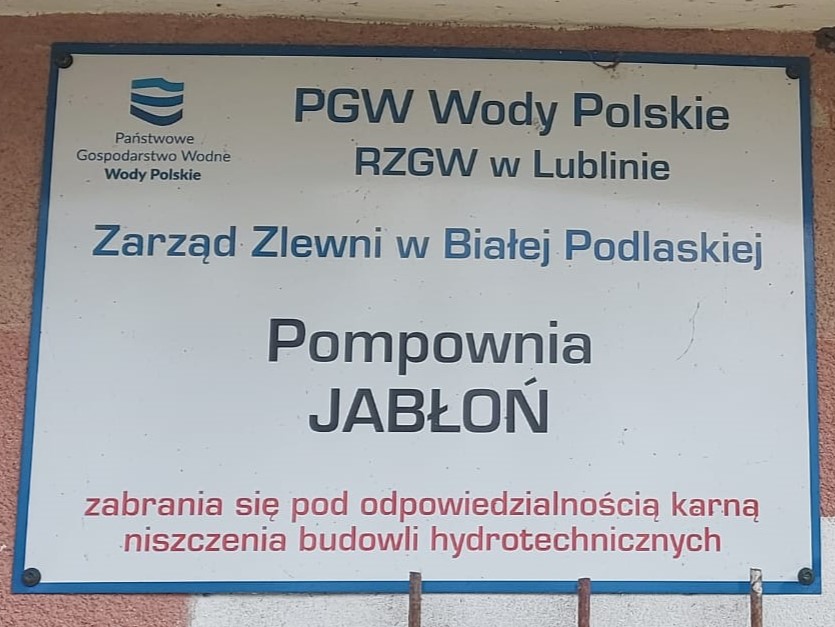 Państwowe
Gospodarstwo Wodne
Wody Polskie
PGW Wody Polskie
RZGW w Lublinie
Zarząd Zlewni w Białej Podlaskiej
Pompownia
JABŁOŃ
zabrania się pod odpowiedzialnością karną
niszczenia budowli hydrotechnicznych